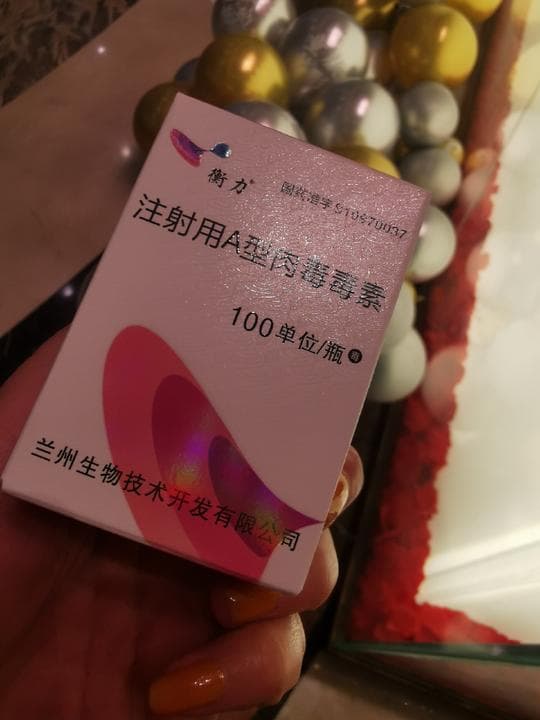 衡力®
国药准字S10970037
注射用A型肉毒毒素
100单位/瓶 毒
兰州生物技术开发有限公司